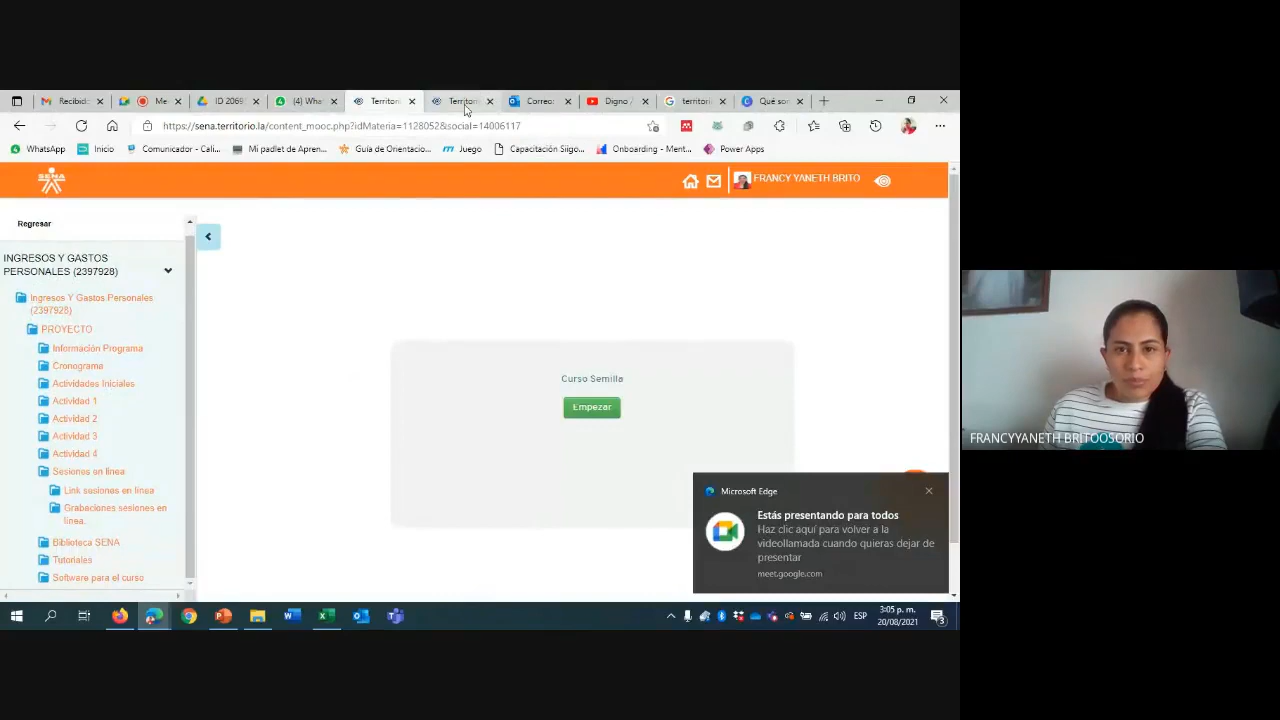 Recibido
Me
ID 2069
(4) Wha
Territori
Territori
Correo:
Digno /
territori
Qué so
https://sena.territorio.la/content_mooc.php?idMateria=1128052&social=14006117
WhatsApp
Inicio
Comunicador - Cali...
Mi padlet de Apren...
Guía de Orientacio...
Juego
Capacitación Siigo...
Onboarding - Ment...
Power Apps
SENA
FRANCY YANETH BRITO
Regresar
INGRESOS Y GASTOS
PERSONALES (2397928)
Ingresos Y Gastos Personales
(2397928)
PROYECTO
Información Programa
Cronograma
Actividades Iniciales
Actividad 1
Actividad 2
Actividad 3
Actividad 4
Sesiones en línea
Link sesiones en línea
Grabaciones sesiones en
línea.
Biblioteca SENA
Tutoriales
Software para el curso
Curso Semilla
Empezar
Microsoft Edge
Estás presentando para todos
Haz clic aquí para volver a la
videollamada cuando quieras dejar de
presentar
meet.google.com
FRANCYYANETH BRITOOSORIO
ESP
3:05 p. m.
20/08/2021
3